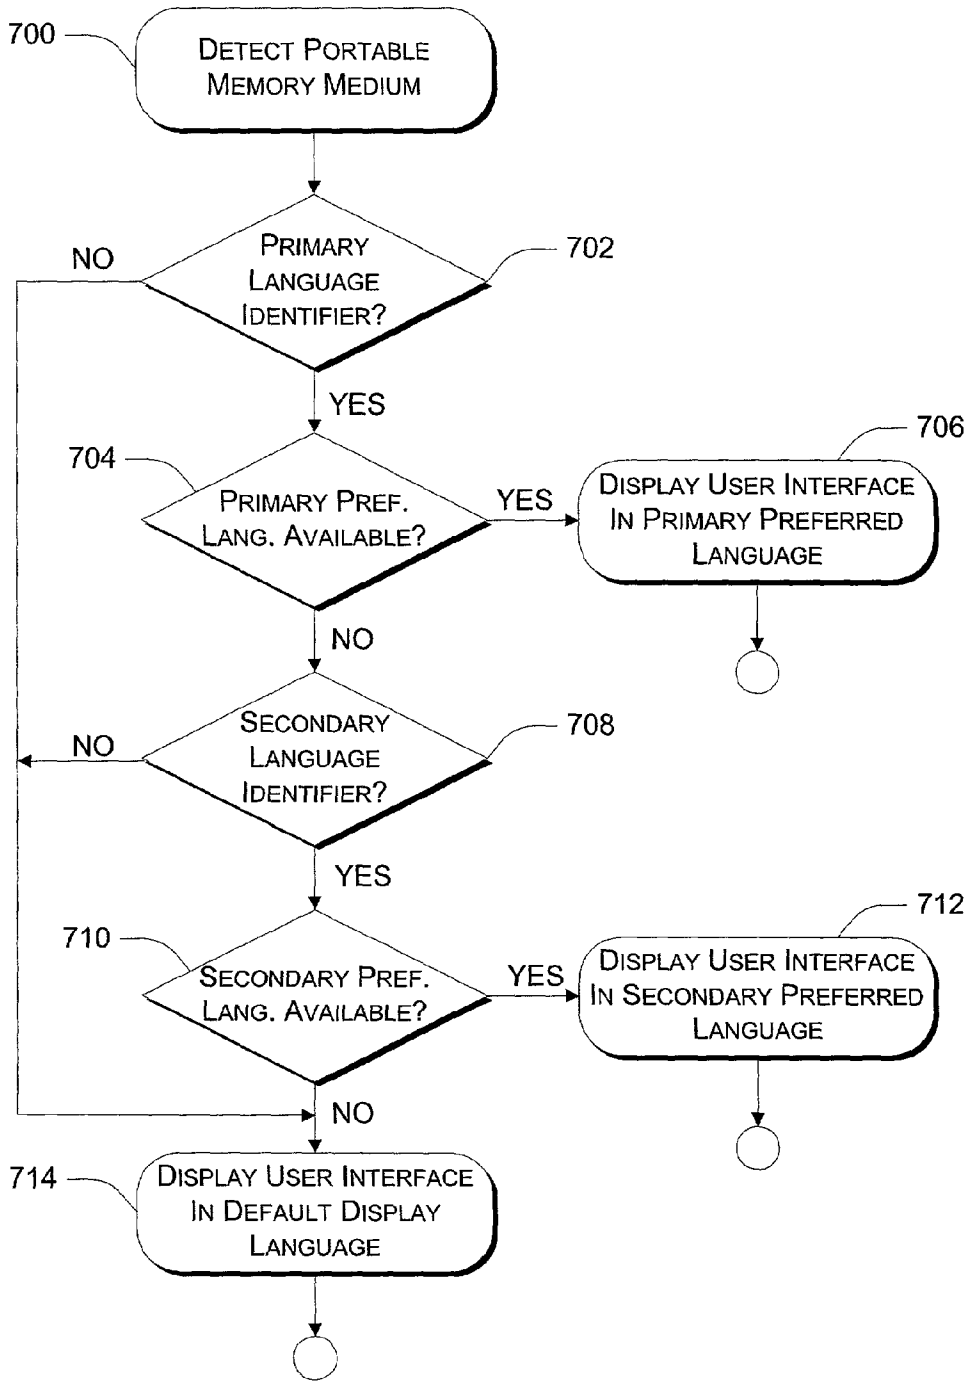 700
DETECT PORTABLE
MEMORY MEDIUM
702
NO
PRIMARY
LANGUAGE
IDENTIFIER?
YES
704
PRIMARY PREF.
LANG. AVAILABLE?
YES
706
DISPLAY USER INTERFACE
IN PRIMARY PREFERRED
LANGUAGE
NO
708
NO
SECONDARY
LANGUAGE
IDENTIFIER?
YES
710
SECONDARY PREF.
LANG. AVAILABLE?
YES
712
DISPLAY USER INTERFACE
IN SECONDARY PREFERRED
LANGUAGE
NO
714
DISPLAY USER INTERFACE
IN DEFAULT DISPLAY
LANGUAGE